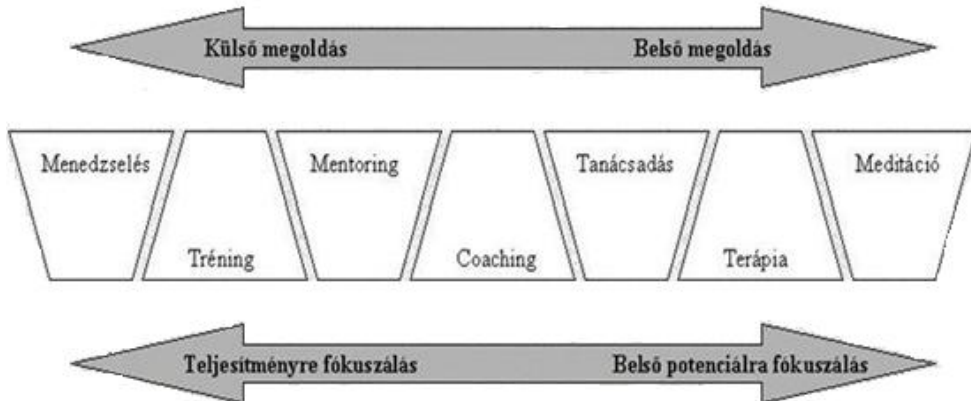 Külső megoldás Belső megoldás
Menedzselés Mentoring Tanácsadás Meditáció
Tréning Coaching Terápia
Teljesítményre fókuszálás Belső potenciálra fókuszálás